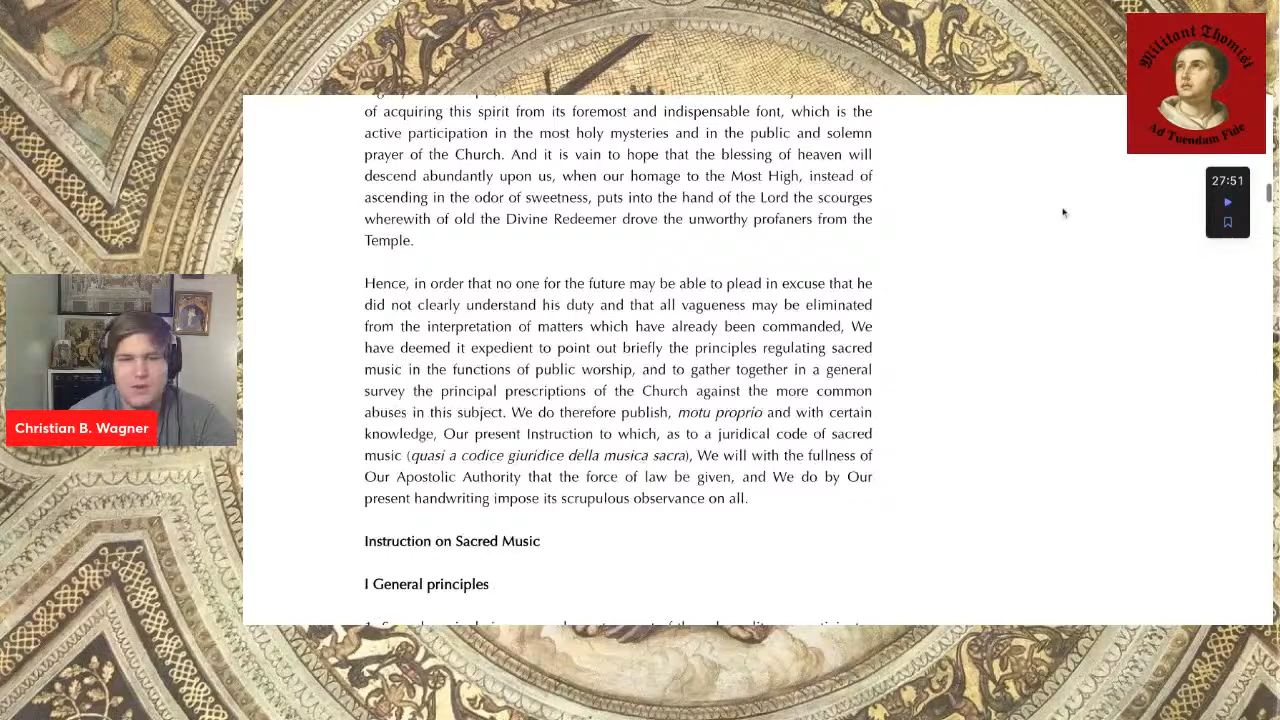 Militant Thomist
Ad Tuendam Fide
27:51
of acquiring this spirit from its foremost and indispensable font, which is the
active participation in the most holy mysteries and in the public and solemn
prayer of the Church. And it is vain to hope that the blessing of heaven will
descend abundantly upon us, when our homage to the Most High, instead of
ascending in the odor of sweetness, puts into the hand of the Lord the scourges
wherewith of old the Divine Redeemer drove the unworthy profaners from the
Temple.
Hence, in order that no one for the future may be able to plead in excuse that he
did not clearly understand his duty and that all vagueness may be eliminated
from the interpretation of matters which have already been commanded, We
have deemed it expedient to point out briefly the principles regulating sacred
music in the functions of public worship, and to gather together in a general
survey the principal prescriptions of the Church against the more common
abuses in this subject. We do therefore publish, motu proprio and with certain
knowledge, Our present Instruction to which, as to a juridical code of sacred
music (quasi a codice giuridice della musica sacra), We will with the fullness of
Our Apostolic Authority that the force of law be given, and We do by Our
present handwriting impose its scrupulous observance on all.
Instruction on Sacred Music
I General principles
Christian B. Wagner